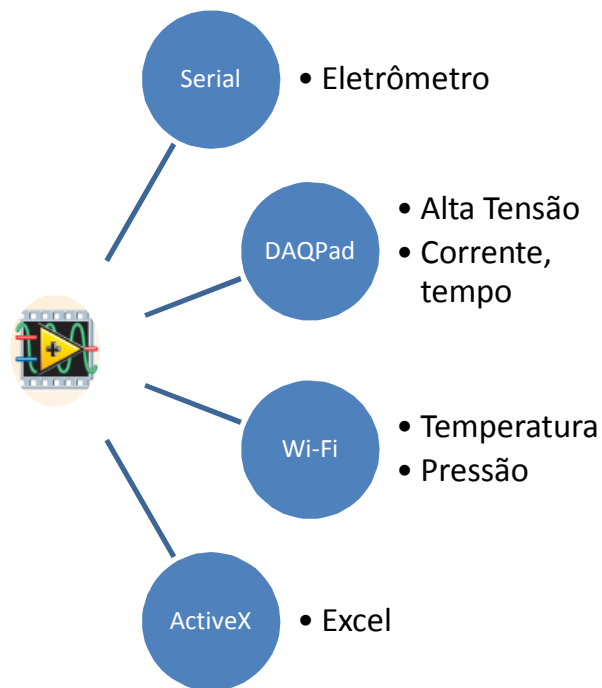 Serial
• Eletrômetro
DAQPad
• Alta Tensão
• Corrente,
tempo
Wi-Fi
• Temperatura
• Pressão
ActiveX
• Excel